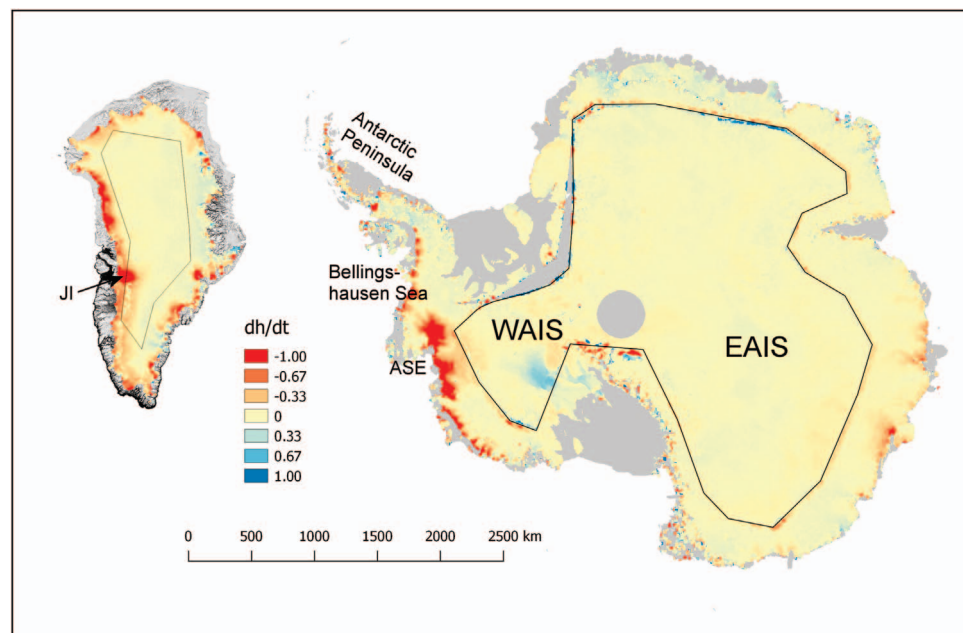 Antarctic
Peninsula
Bellings-
hausen Sea
JI
WAIS
EAIS
ASE
dh/dt
-1.00
-0.67
-0.33
0
0.33
0.67
1.00
0 500 1000 1500 2000 2500 km